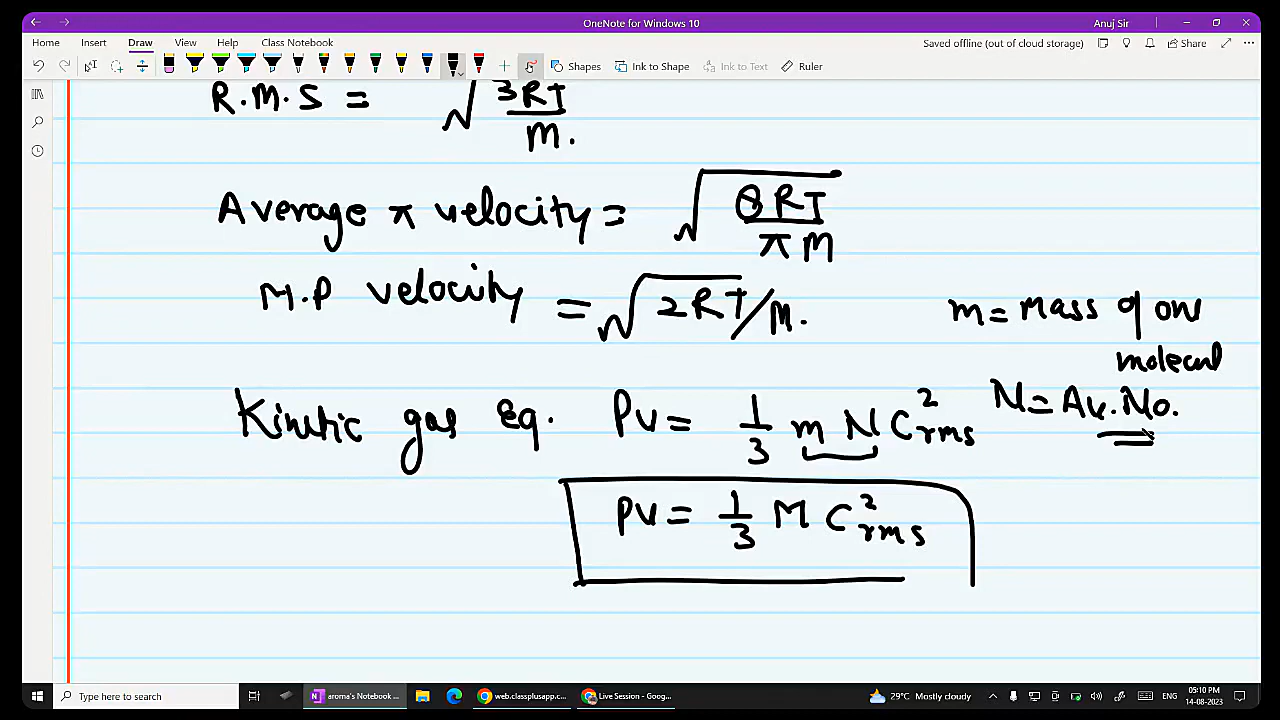 OneNote for Windows 10
Anuj Sir
Home Insert Draw View Help Class Notebook
Saved offline (out of cloud storage) Share
Shapes Ink to Shape Ink to Text Ruler
R.M.S = √3RT/M.
Average π velocity = √8RT/πM
M.P velocity = √2RT/M.
m = mass of one
molecul
Kinetic gas Eq. PV = 1/3 m N C²rms
N = Av.No.
PV = 1/3 M C²rms
Type here to search
aroma's Notebook ...
web.classplusapp.c...
Live Session - Goog...
29°C Mostly cloudy
ENG
05:10 PM
14-08-2023